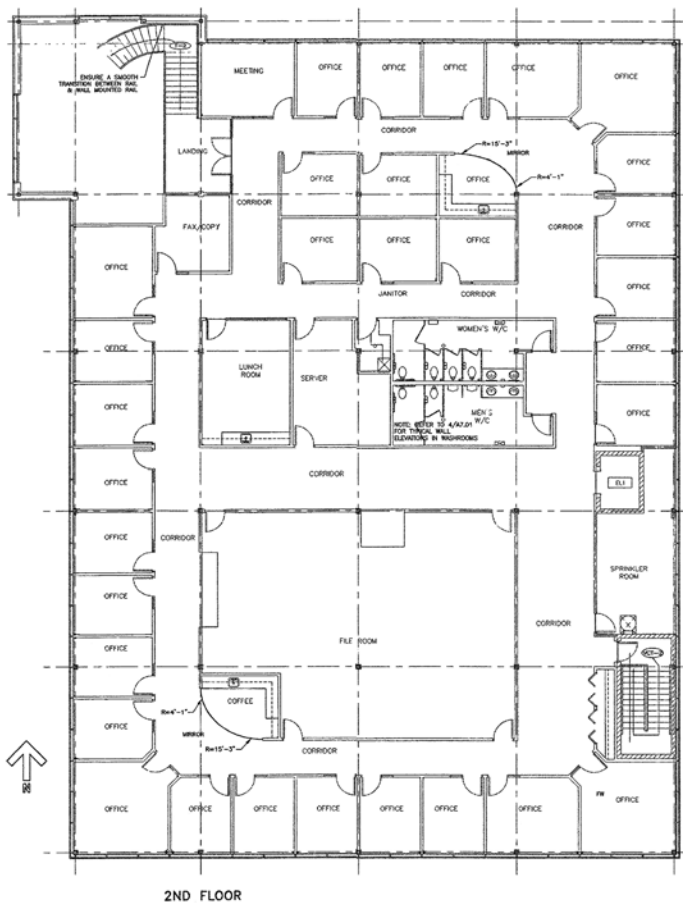 ENSURE A SMOOTH
TRANSITION BETWEEN RAIL
& WALL MOUNTED RAIL
MEETING
OFFICE
OFFICE
OFFICE
OFFICE
OFFICE
CORRIDOR
R=15'-3"
MIRROR
LANDING
OFFICE
OFFICE
OFFICE
OFFICE
R=4'-1"
CORRIDOR
FAX/COPY
CORRIDOR
OFFICE
OFFICE
OFFICE
OFFICE
OFFICE
OFFICE
JANITOR
CORRIDOR
WOMEN'S W/C
OFFICE
OFFICE
LUNCH
ROOM
SERVER
OFFICE
MEN'S
W/C
OFFICE
NOTE: REFER TO 4/A7.01
FOR TYPICAL WALL
ELEVATIONS IN WASHROOMS
CORRIDOR
OFFICE
OFFICE
CORRIDOR
SPRINKLER
ROOM
OFFICE
CORRIDOR
FILE ROOM
OFFICE
COFFEE
OFFICE
R=4'-1"
MIRROR
R=15'-3"
CORRIDOR
N
OFFICE
OFFICE
OFFICE
OFFICE
OFFICE
OFFICE
OFFICE
OFFICE
2ND FLOOR